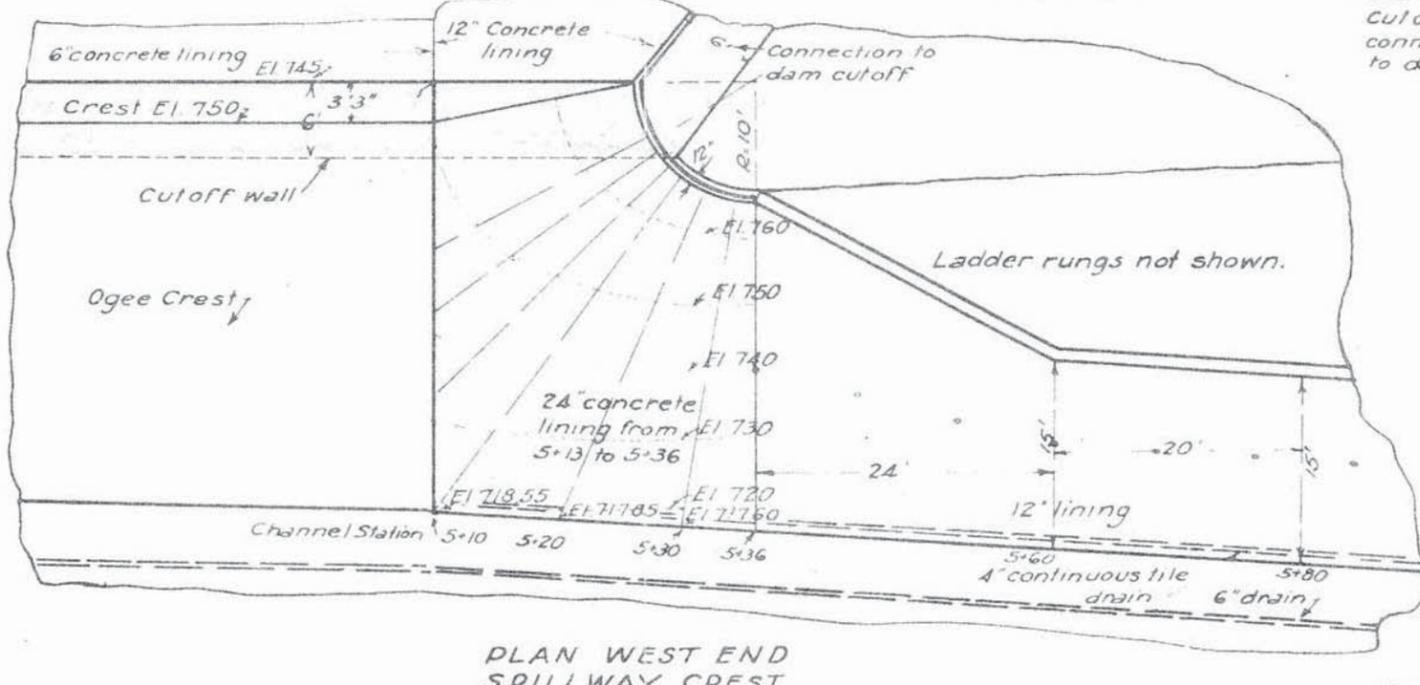 12" Concrete
lining
6" concrete lining
El. 745
Crest El. 750
3'3"
6'
Cutoff wall
Connection to
dam cutoff
6"
R=10'
12"
Ogee Crest
El. 760
El. 750
El. 740
El. 730
El. 720
Ladder rungs not shown.
24" concrete
lining from
5+13 to 5+36
24'
15'
20'
15'
El. 718.55
El. 717.85
El. 717.60
12" lining
Channel Station
5+10
5+20
5+30
5+36
5+60
5+80
4" continuous tile
drain
6" drain
PLAN WEST END
SPILLWAY CREST